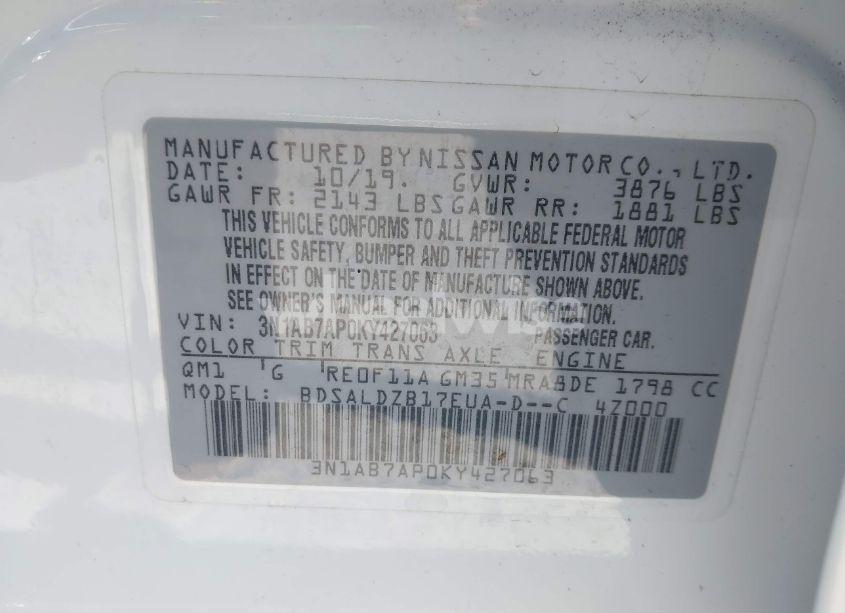 MANUFACTURED BY NISSAN MOTOR CO., LTD.
DATE: 10/19. GVWR: 3876 LBS
GAWR FR: 2143 LBS GAWR RR: 1881 LBS
THIS VEHICLE CONFORMS TO ALL APPLICABLE FEDERAL MOTOR
VEHICLE SAFETY, BUMPER AND THEFT PREVENTION STANDARDS
IN EFFECT ON THE DATE OF MANUFACTURE SHOWN ABOVE.
SEE OWNER'S MANUAL FOR ADDITIONAL INFORMATION.
VIN: 3N1AB7AP0KY427063 PASSENGER CAR.
COLOR TRIM TRANS AXLE ENGINE
QM1 G RE0F11A GM35 MRA8DE 1798 CC
MODEL: BDSALDZB17EUA-D--C 4Z000
3N1AB7AP0KY427063